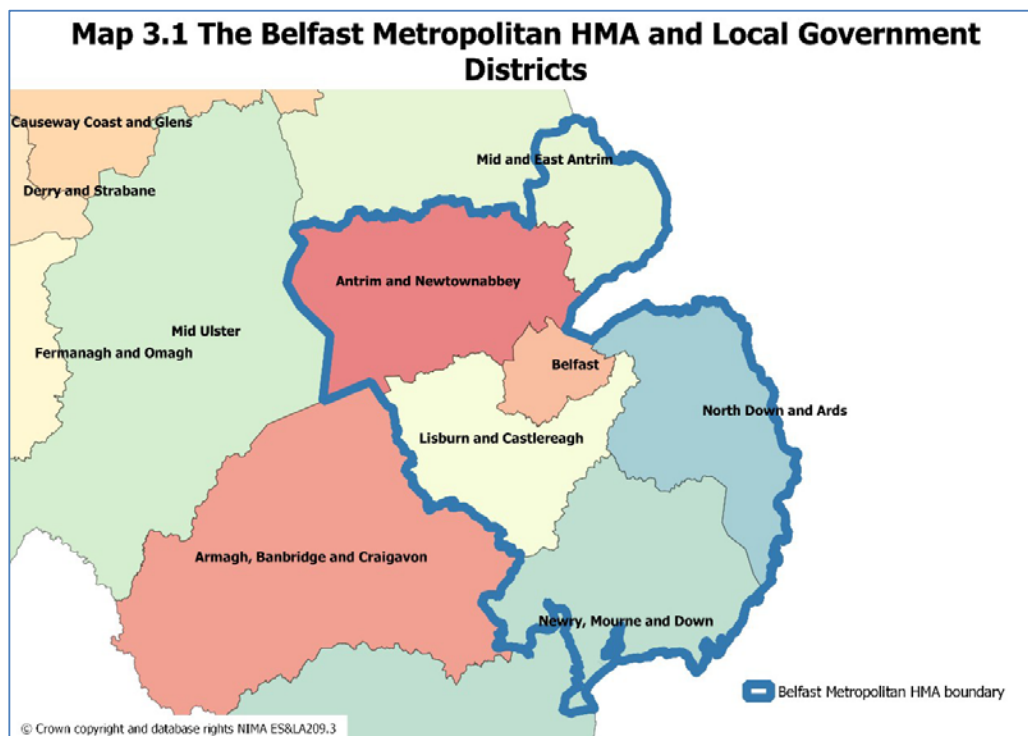 Map 3.1 The Belfast Metropolitan HMA and Local Government
Districts
Causeway Coast and Glens
Mid and East Antrim
Derry and Strabane
Antrim and Newtownabbey
Mid Ulster
Fermanagh and Omagh
Belfast
North Down and Ards
Lisburn and Castlereagh
Armagh, Banbridge and Craigavon
Newry, Mourne and Down
Belfast Metropolitan HMA boundary
© Crown copyright and database rights NIMA ES&LA209.3